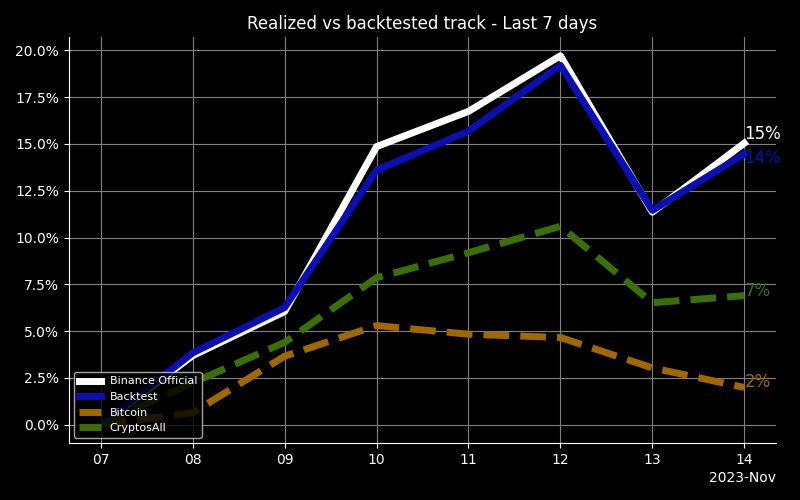 Realized vs backtested track - Last 7 days
20.0%
17.5%
15.0%
12.5%
10.0%
7.5%
5.0%
2.5%
0.0%
15%
14%
7%
2%
Binance Official
Backtest
Bitcoin
CryptosAll
07 08 09 10 11 12 13 14
2023-Nov